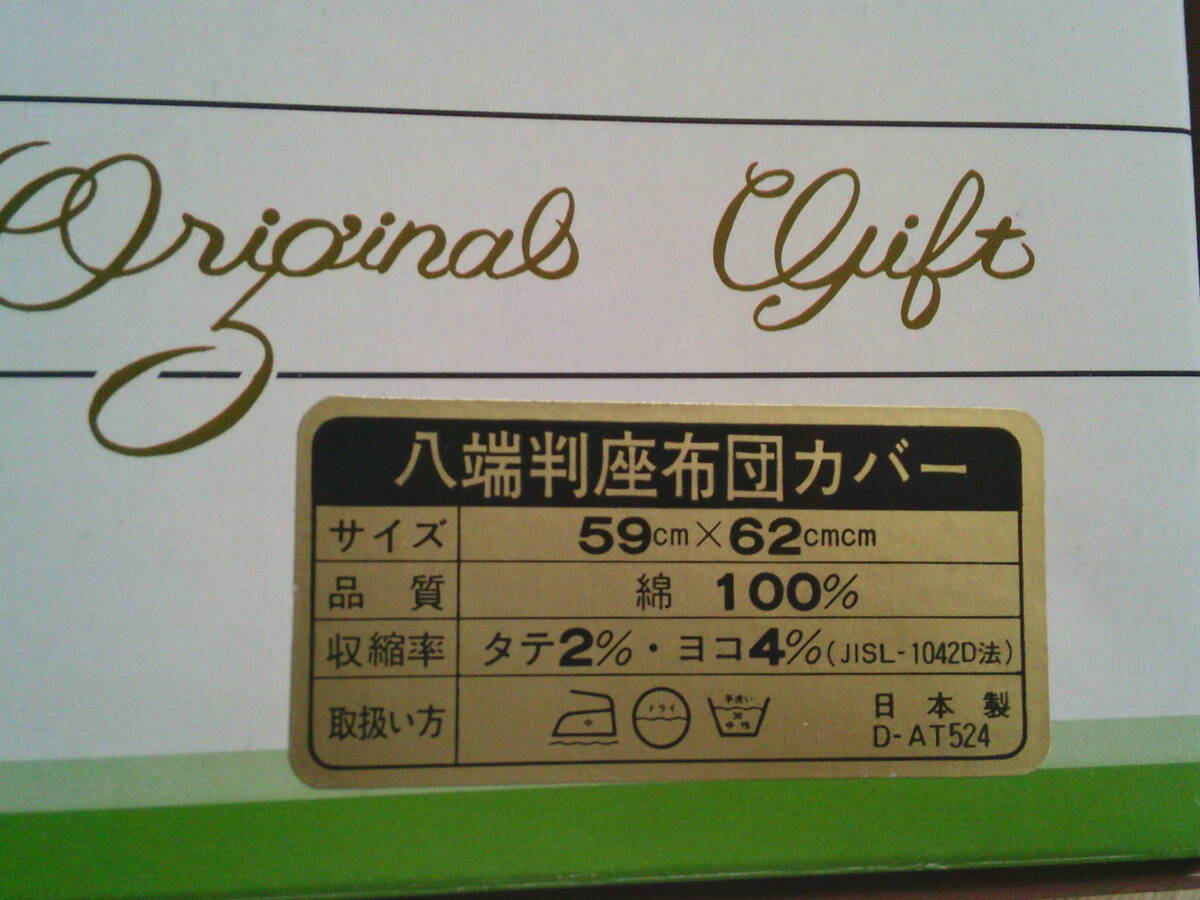 Original Gift
八端判座布団カバー
サイズ 59cm×62cmcm
品質 綿 100%
収縮率 タテ2%・ヨコ4%(JISL-1042D法)
取扱い方 中 ドライ 手洗い 30 中性 日本製
D-AT524